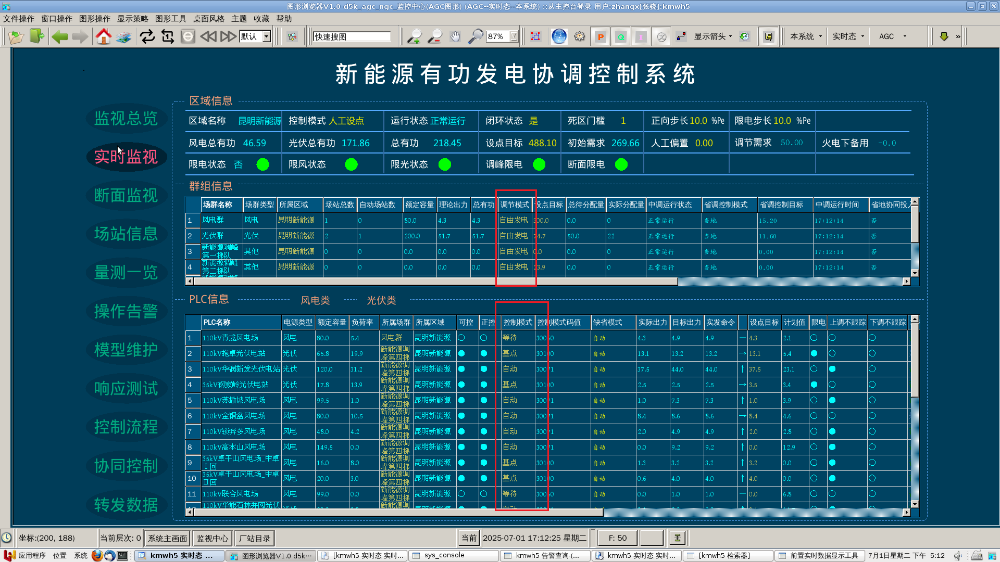 图形浏览器V1.0 d5k_agc_ngc_监控中心(AGC图形) (AGC--实时态--本系统) ::从主控台登录 用户:zhangx(张骁):kmwh5
文件操作 窗口操作 图形操作 显示策略 图形工具 桌面风格 主题 收藏 帮助
默认 快速搜图 87% P Q 显示箭头 本系统 实时态 AGC »
新能源有功发电协调控制系统
监视总览
实时监视
断面监视
场站信息
量测一览
操作告警
模型维护
响应测试
控制流程
协同控制
转发数据
区域信息
区域名称 昆明新能源 控制模式 人工设点 运行状态 正常运行 闭环状态 是 死区门槛 1 正向步长 10.0 %Pe 限电步长 10.0 %Pe
风电总有功 46.59 光伏总有功 171.86 总有功 218.45 设点目标 488.10 初始需求 269.66 人工偏置 0.00 调节需求 50.00 火电下备用 -0.0
限电状态 否 限风状态 限光状态 调峰限电 断面限电
群组信息
场群名称 场群类型 所属区域 场站总数 自动场站数 额定容量 理论出力 总有功 调节模式 设点目标 总待分配量 实际分配量 中调运行状态 省调控制模式 省调控制目标 中调运行时间 省地协同投
1 风电群 风电 昆明新能源 1 0 80.0 4.3 4.3 自由发电 300.0 0.0 0 正常运行 当地 15.20 17:12:14 否
2 光伏群 光伏 昆明新能源 2 1 200.0 51.7 51.7 自由发电 74.7 50.0 22 正常运行 当地 11.60 17:12:14 否
3 新能源调峰第一梯队 其他 昆明新能源 0 0 0.0 0.0 0.0 自由发电 0.0 0.0 0 正常运行 当地 0.00 17:12:14 否
4 新能源调峰第二梯队 其他 昆明新能源 0 0 0.0 0.0 0.0 自由发电 3.9 0.0 0 正常运行 当地 0.00 17:12:14 否
PLC信息 风电类 光伏类
PLC名称 电源类型 额定容量 负荷率 所属场群 所属区域 可控 正控 控制模式 控制模式码值 缺省模式 实际出力 目标出力 实发命令 设点目标 计划值 限电 上调不跟踪 下调不跟踪
1 110kV青龙风电场 风电 80.0 5.4 风电群 昆明新能源 等待 30050 自动 4.3 4.9 4.9 — 4.3 2.1
2 110kV拖卓光伏电站 光伏 65.8 19.9 新能源调峰第四梯 昆明新能源 基点 30100 自动 13.1 13.2 13.2 → 13.1 5.4
3 110kV华润新发光伏电站 光伏 120.0 31.2 新能源调峰第四梯 昆明新能源 自动 30071 自动 37.5 44.0 44.0 ↑ 37.5 23.1
4 35kV钢家岭光伏电站 光伏 17.8 13.9 新能源调峰第四梯 昆明新能源 基点 30100 自动 2.5 2.5 2.5 → 3.5 3.4
5 110kV苏撒坡风电场 风电 99.5 1.0 新能源调峰第四梯 昆明新能源 自动 30071 自动 1.0 7.3 7.3 ↑ 1.0 3.9
6 110kV金铜盆风电场 风电 80.0 10.5 新能源调峰第四梯 昆明新能源 自动 30071 自动 8.4 8.6 8.6 → 8.4 4.6
7 110kV锁奔多风电场 风电 48.0 4.2 新能源调峰第四梯 昆明新能源 自动 30071 自动 2.0 4.9 4.9 ↑ 2.0 2.8
8 110kV高本山风电场 风电 149.5 0.0 新能源调峰第四梯 昆明新能源 自动 30071 自动 0.0 9.2 9.2 ↑ 0.0 12.9
9 35kV卓干山风电场_中卓Ⅰ回 风电 16.0 8.0 新能源调峰第四梯 昆明新能源 基点 30100 自动 1.3 3.2 3.2 ↑ 3.2 0.0
10 35kV卓干山风电场_中卓Ⅱ回 风电 20.0 3.0 新能源调峰第四梯 昆明新能源 基点 30100 自动 0.6 4.0 4.0 ↑ 4.0 0.0
11 110kV联合风电场 风电 99.0 0.0 新能源调峰第四梯 昆明新能源 等待 30050 自动 0.0 1.0 1.0 — 0.0 6.8
110kV华能石林并网光伏
坐标:(200, 188) 当前层次: 0 系统主画面 监视中心 厂站目录 当前 2025-07-01 17:12:25 星期二 F: 50
应用程序 位置 系统 kmwh5 实时态 ... 图形浏览器V1.0 d5k··· [kmwh5 实时态 实时... sys_console kmwh5 告警查询-(... kmwh5 实时态 实时... [kmwh5 检索器] 前置实时数据显示工具 7月1日星期二 下午 5:12